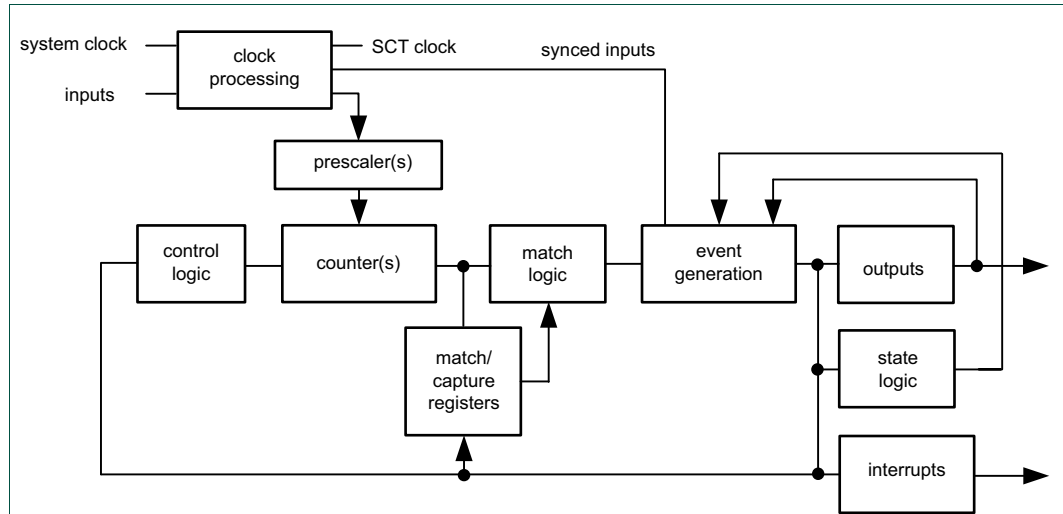 system clock
inputs
clock
processing
SCT clock
synced inputs
prescaler(s)
control
logic
counter(s)
match
logic
event
generation
outputs
match/
capture
registers
state
logic
interrupts